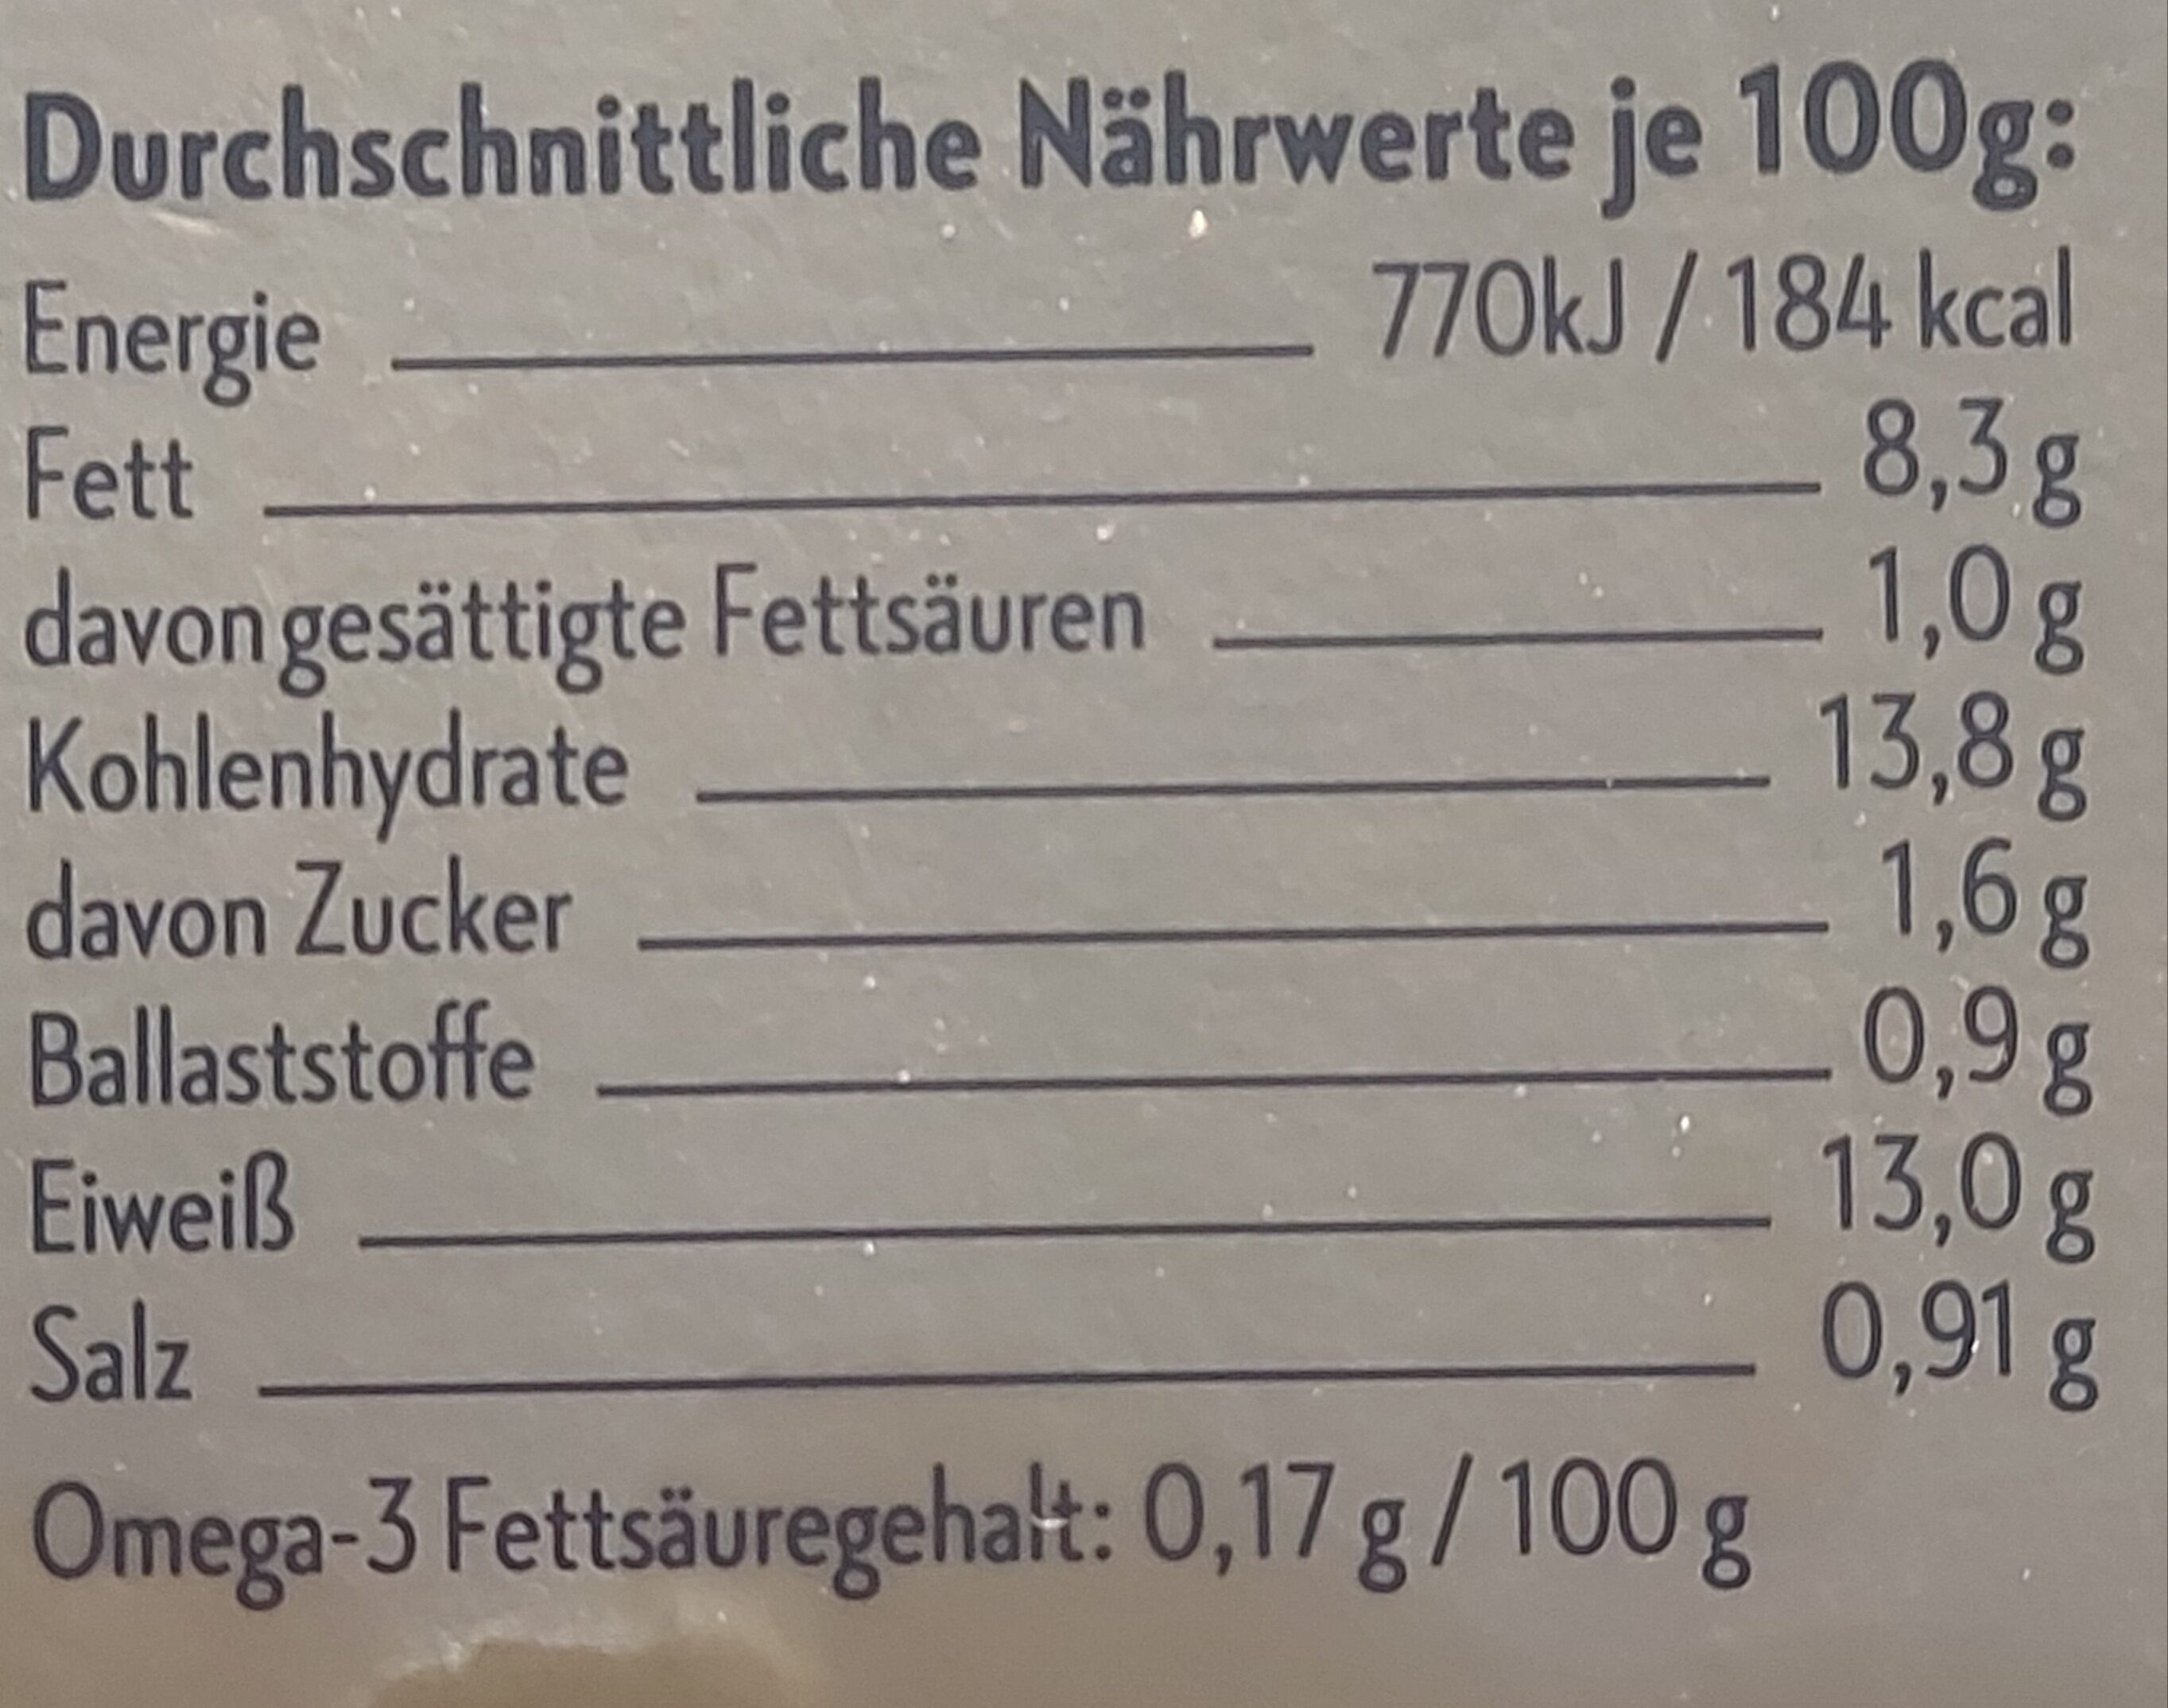 Durchschnittliche Nährwerte je 100g:
Energie 770kJ / 184 kcal
Fett 8,3 g
davon gesättigte Fettsäuren 1,0 g
Kohlenhydrate 13,8 g
davon Zucker 1,6 g
Ballaststoffe 0,9 g
Eiweiß 13,0 g
Salz 0,91 g
Omega-3 Fettsäuregehalt: 0,17 g / 100 g